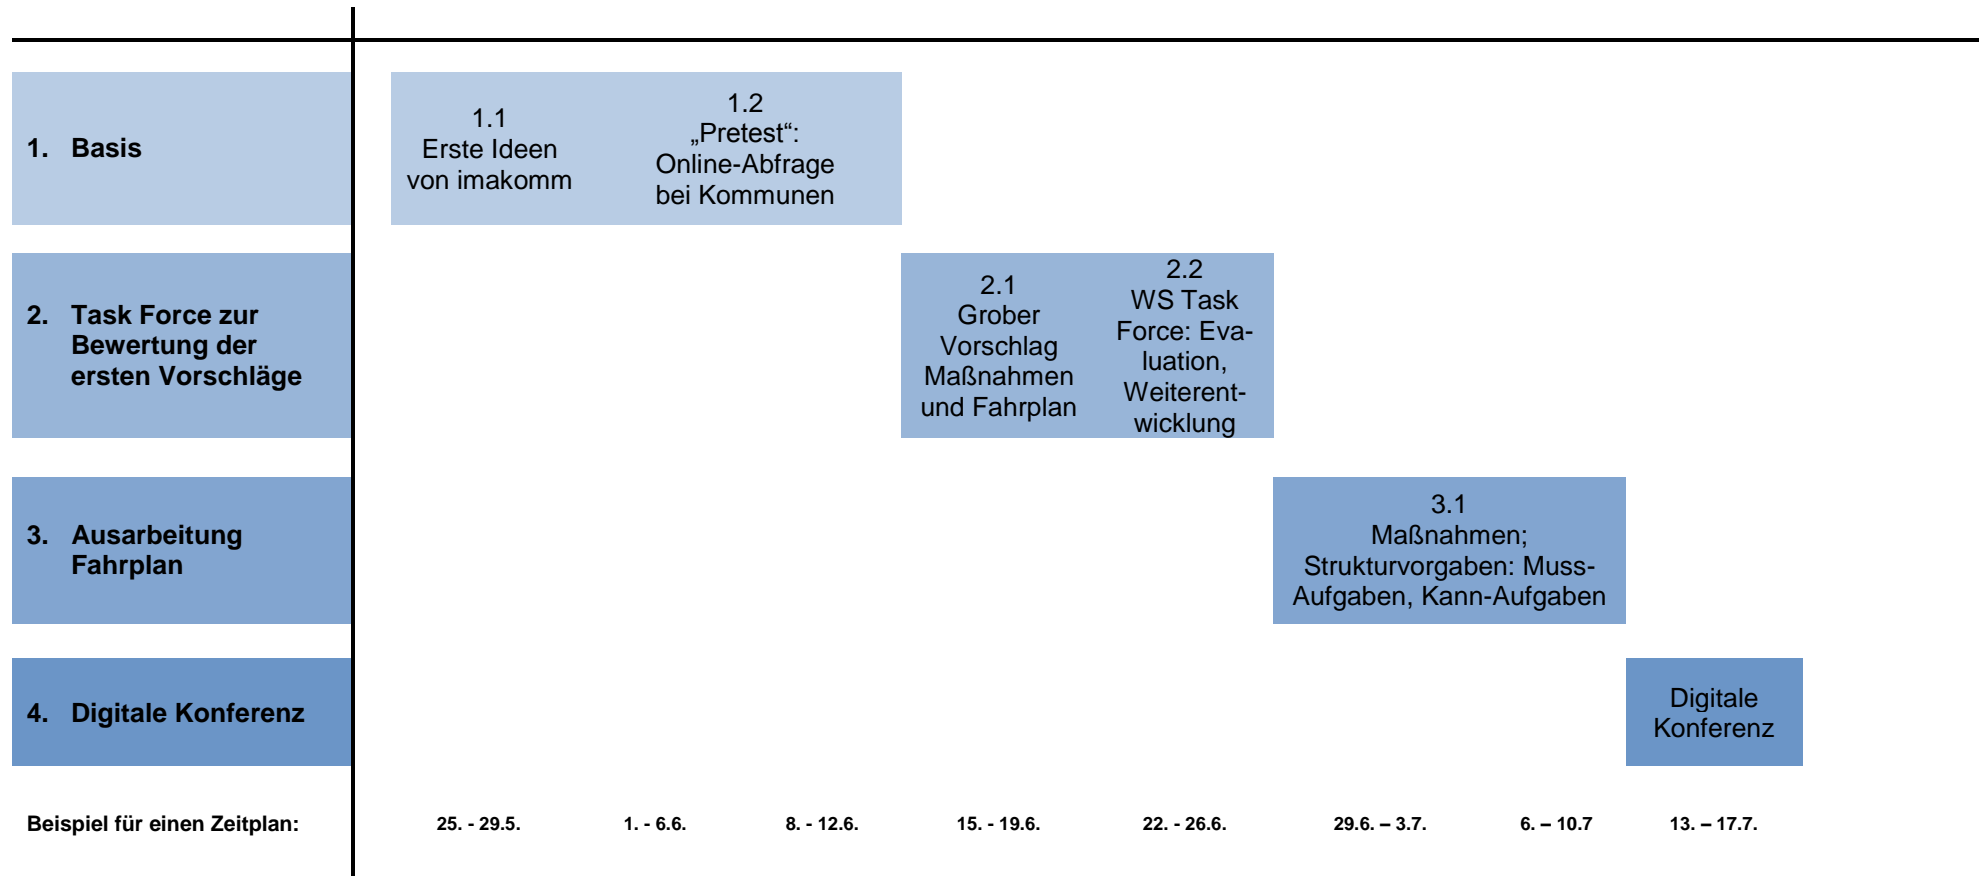 1. Basis
1.1
Erste Ideen
von imakomm
1.2
„Pretest“:
Online-Abfrage
bei Kommunen
2. Task Force zur
Bewertung der
ersten Vorschläge
2.1
Grober
Vorschlag
Maßnahmen
und Fahrplan
2.2
WS Task
Force: Eva-
luation,
Weiterent-
wicklung
3. Ausarbeitung
Fahrplan
3.1
Maßnahmen;
Strukturvorgaben: Muss-
Aufgaben, Kann-Aufgaben
4. Digitale Konferenz
Digitale
Konferenz
Beispiel für einen Zeitplan: 25. - 29.5. 1. - 6.6. 8. - 12.6. 15. - 19.6. 22. - 26.6. 29.6. – 3.7. 6. – 10.7 13. – 17.7.